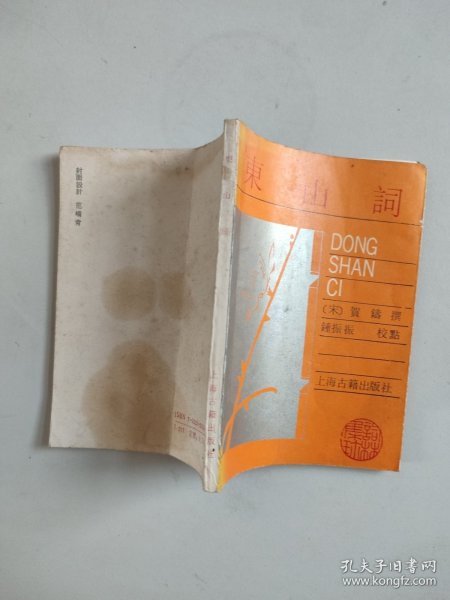 東山詞
DONG
SHAN
CI
〔宋〕賀鑄 撰
鍾振振 校點
上海古籍出版社
上海古籍出版社
封面設計 范嶠青
孔夫子旧书网
www.kongfz.com